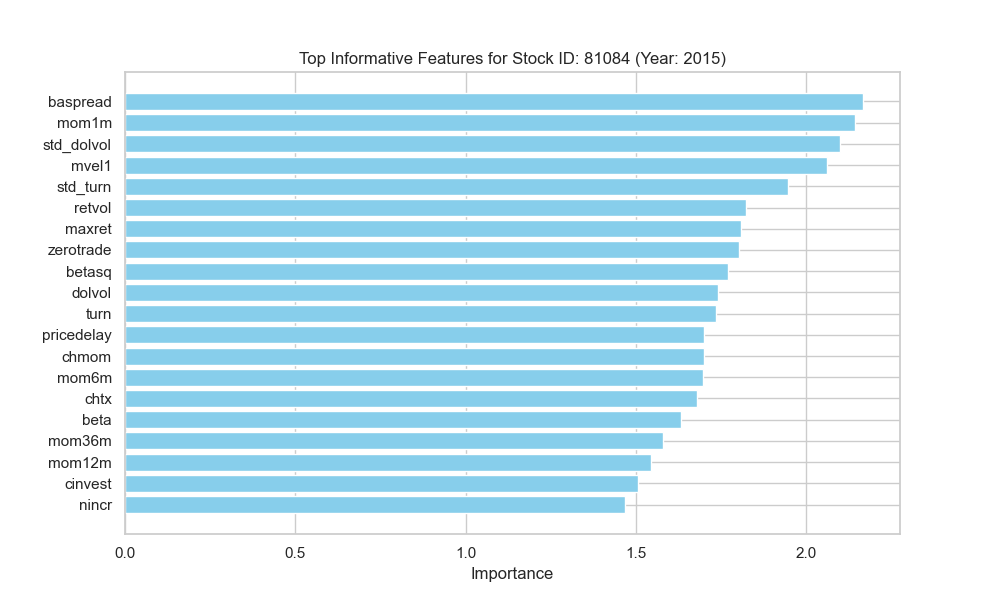 Top Informative Features for Stock ID: 81084 (Year: 2015)
baspread
mom1m
std_dolvol
mvel1
std_turn
retvol
maxret
zerotrade
betasq
dolvol
turn
pricedelay
chmom
mom6m
chtx
beta
mom36m
mom12m
cinvest
nincr
0.0 0.5 1.0 1.5 2.0
Importance